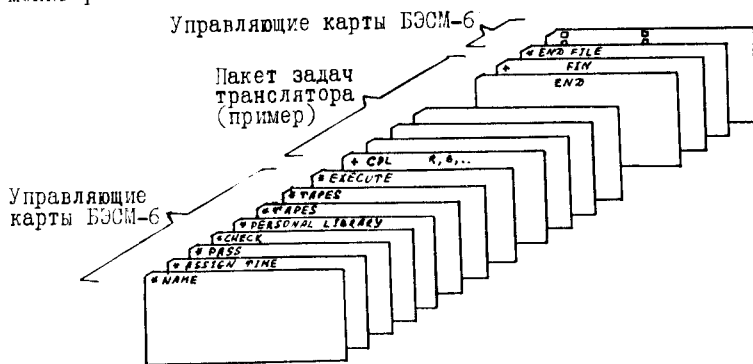 Управляющие карты БЭСМ-6
* END FILE
+ FIN
END
Пакет задач
транслятора
(пример)
+ CDL R, B,..
* EXECUTE
* TAPES
* TAPES
* PERSONAL LIBRARY
* CHECK
* PASS
* ASSIGN TIME
* NAME
Управляющие
карты БЭСМ-6